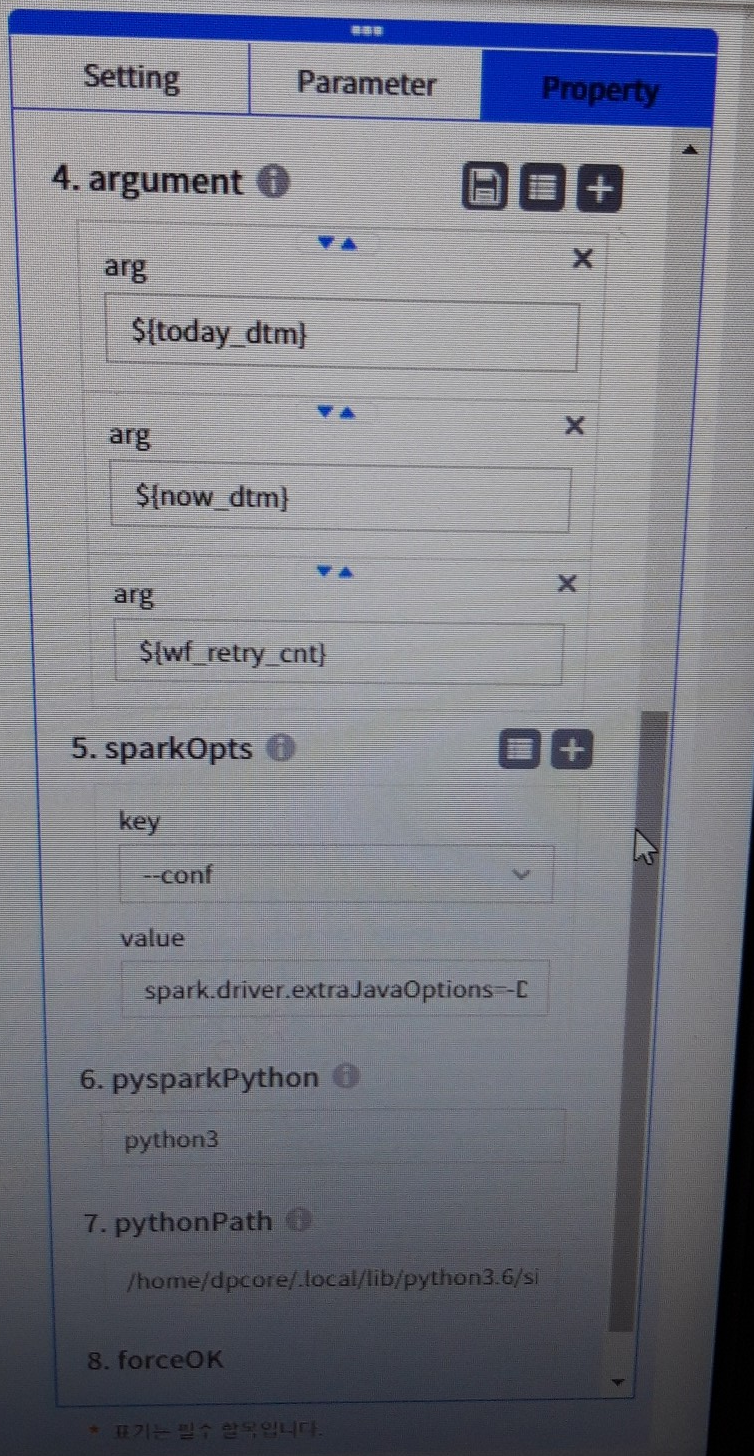 Setting
Parameter
Property
4. argument
arg
${today_dtm}
arg
${now_dtm}
arg
${wf_retry_cnt}
5. sparkOpts
key
--conf
value
spark.driver.extraJavaOptions=-D
6. pysparkPython
python3
7. pythonPath
/home/dpcore/.local/lib/python3.6/si
8. forceOK
* 표기는 필수 항목입니다.